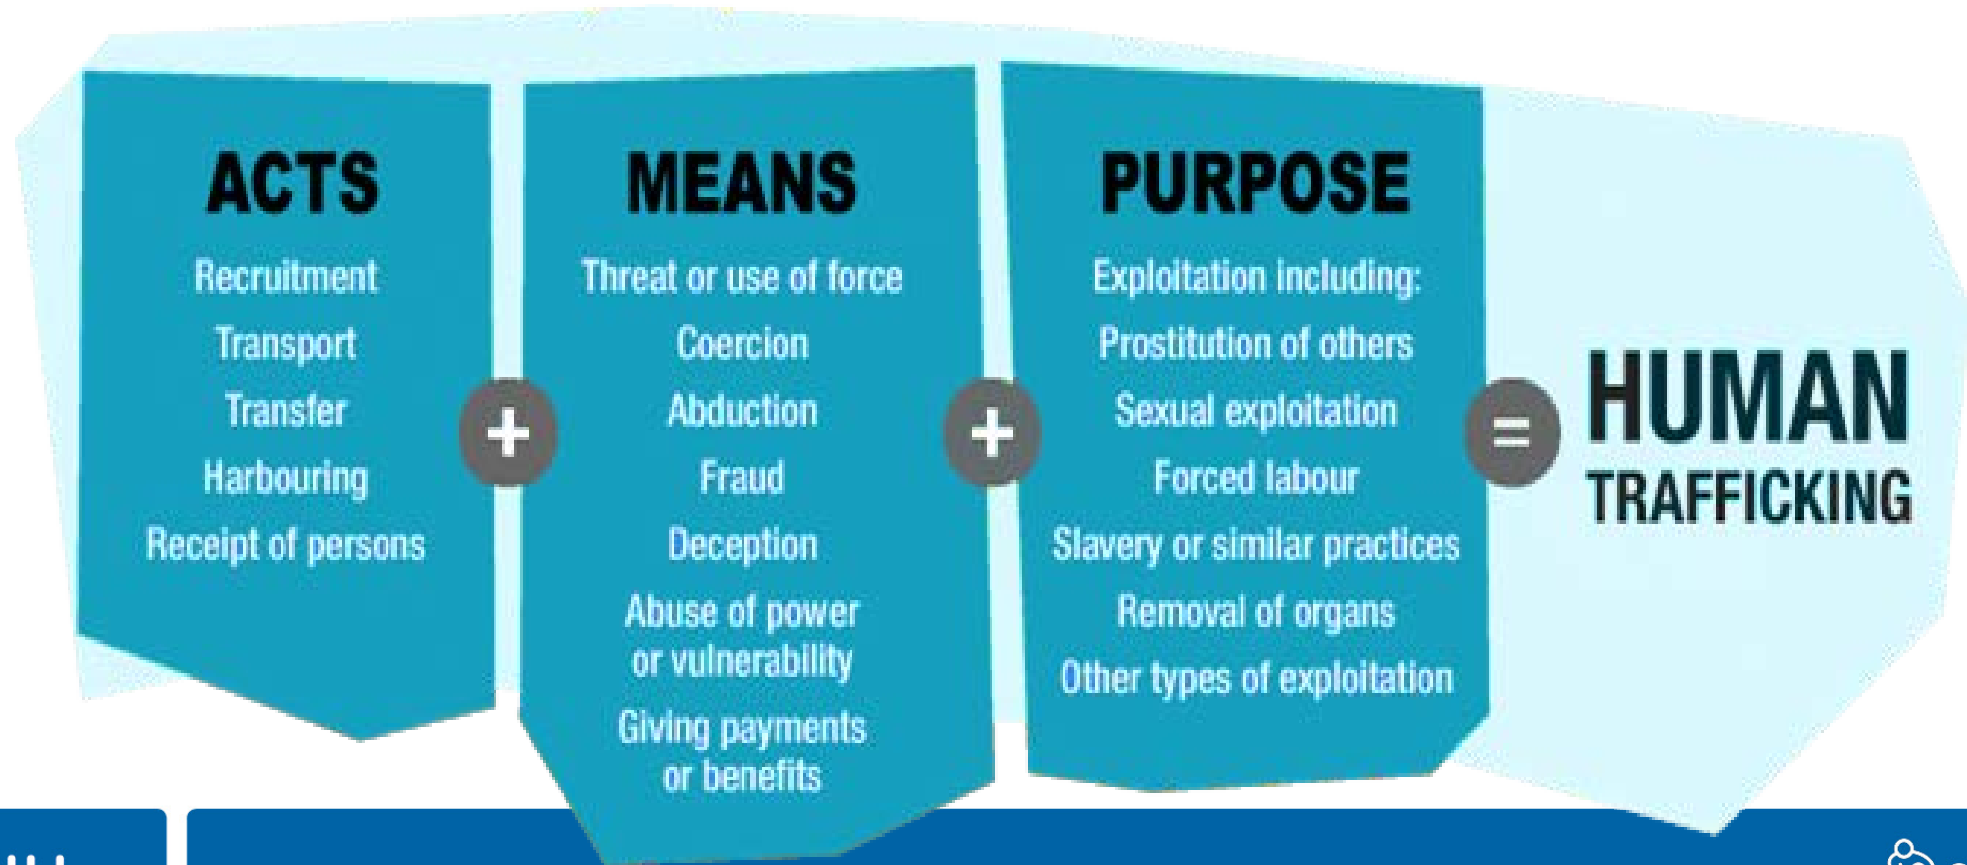 ACTS
Recruitment
Transport
Transfer
Harbouring
Receipt of persons
+
MEANS
Threat or use of force
Coercion
Abduction
Fraud
Deception
Abuse of power
or vulnerability
Giving payments
or benefits
+
PURPOSE
Exploitation including:
Prostitution of others
Sexual exploitation
Forced labour
Slavery or similar practices
Removal of organs
Other types of exploitation
=
HUMAN
TRAFFICKING